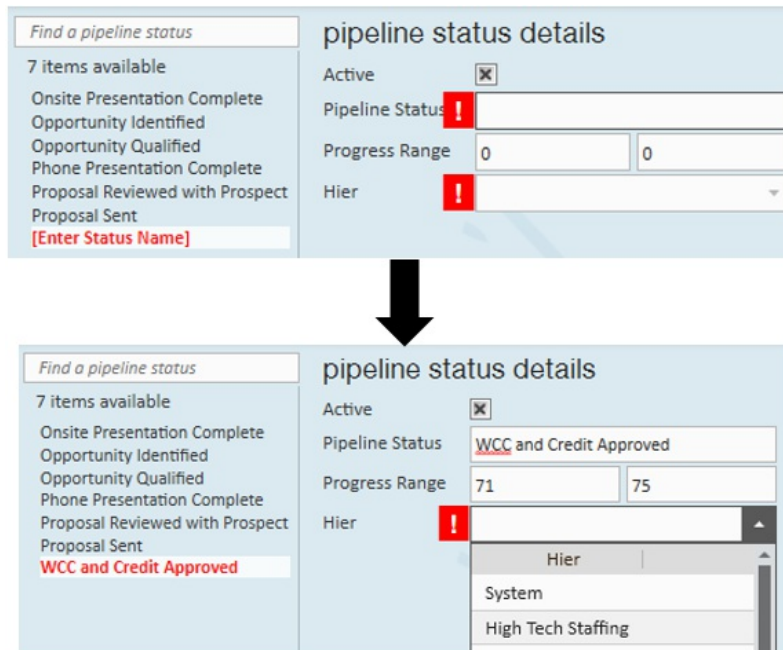 Find a pipeline status
7 items available
Onsite Presentation Complete
Opportunity Identified
Opportunity Qualified
Phone Presentation Complete
Proposal Reviewed with Prospect
Proposal Sent
[Enter Status Name]
pipeline status details
Active
Pipeline Status !
Progress Range 0 0
Hier !
Find a pipeline status
7 items available
Onsite Presentation Complete
Opportunity Identified
Opportunity Qualified
Phone Presentation Complete
Proposal Reviewed with Prospect
Proposal Sent
WCC and Credit Approved
pipeline status details
Active
Pipeline Status WCC and Credit Approved
Progress Range 71 75
Hier !
Hier
System
High Tech Staffing